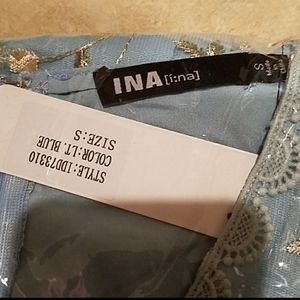 INA [i:na]
S
STYLE: IDD73310
COLOR: LT. BLUE
SIZE: S